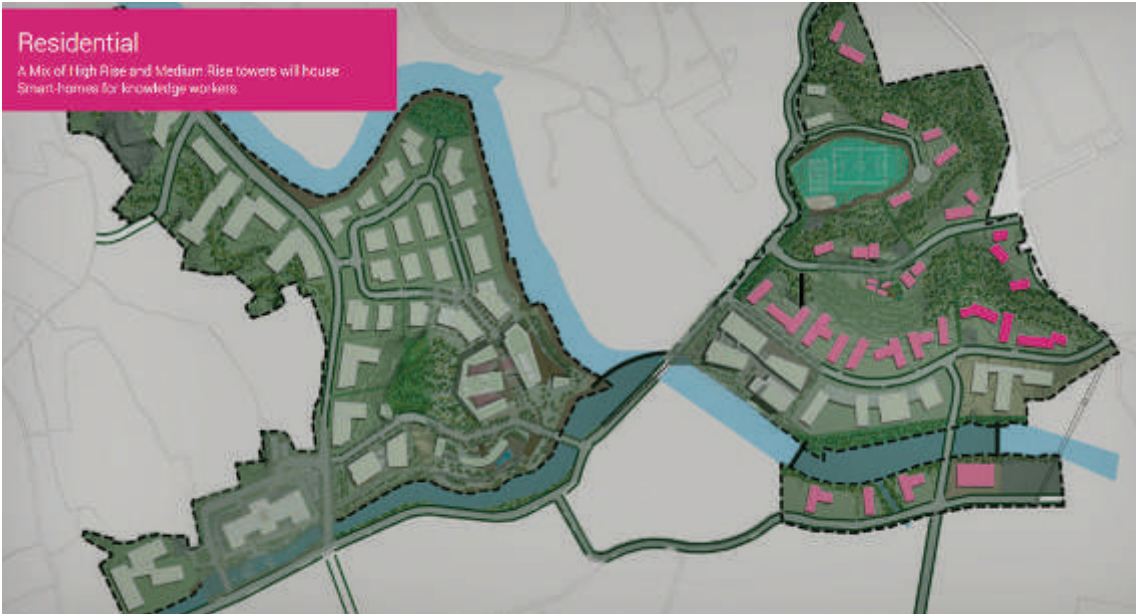 Residential
A Mix of High Rise and Medium Rise towers will house
Smart-homes for knowledge workers